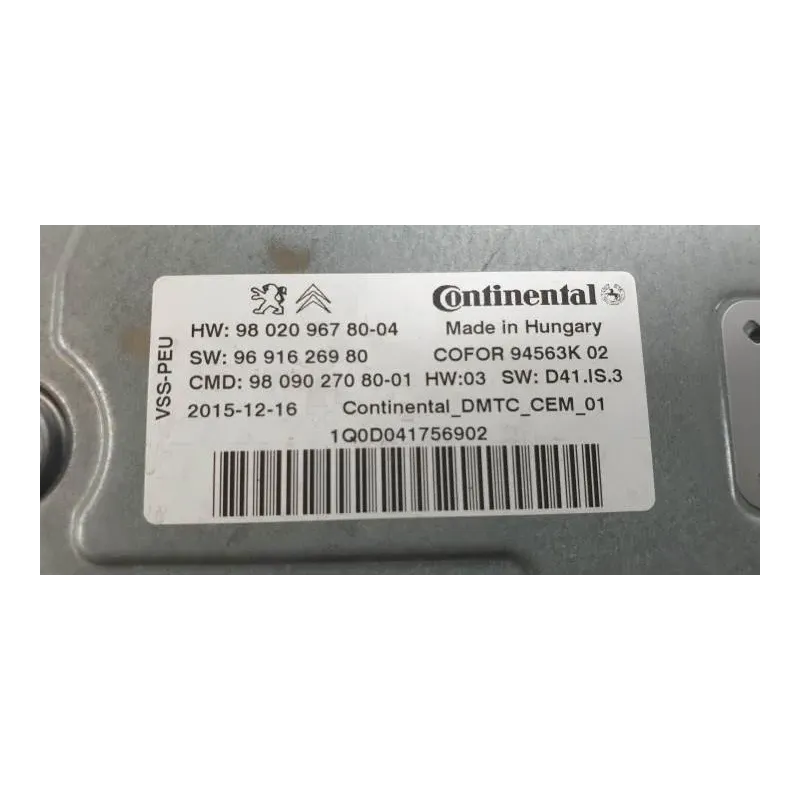 VSS-PEU
Continental
HW: 98 020 967 80-04 Made in Hungary
SW: 96 916 269 80 COFOR 94563K 02
CMD: 98 090 270 80-01 HW:03 SW: D41.IS.3
2015-12-16 Continental_DMTC_CEM_01
1Q0D041756902